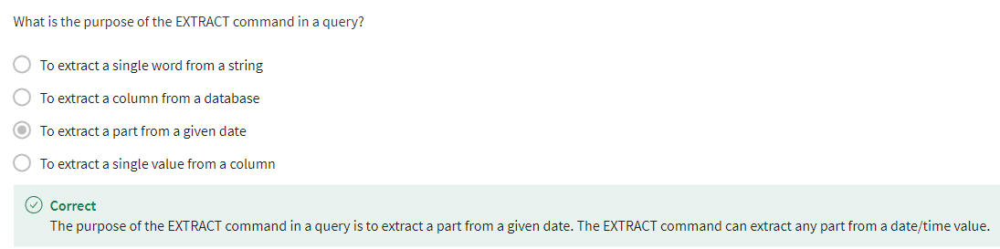 What is the purpose of the EXTRACT command in a query?
To extract a single word from a string
To extract a column from a database
To extract a part from a given date
To extract a single value from a column
Correct
The purpose of the EXTRACT command in a query is to extract a part from a given date. The EXTRACT command can extract any part from a date/time value.